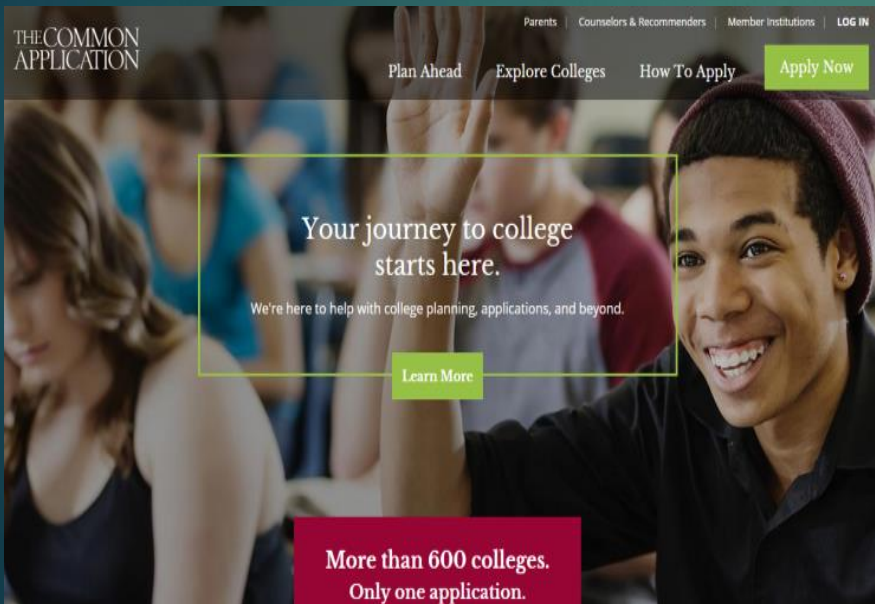 THE COMMON
APPLICATION
Parents | Counselors & Recommenders | Member Institutions | LOG IN
Plan Ahead Explore Colleges How To Apply Apply Now
Your journey to college
starts here.
We're here to help with college planning, applications, and beyond.
Learn More
More than 600 colleges.
Only one application.